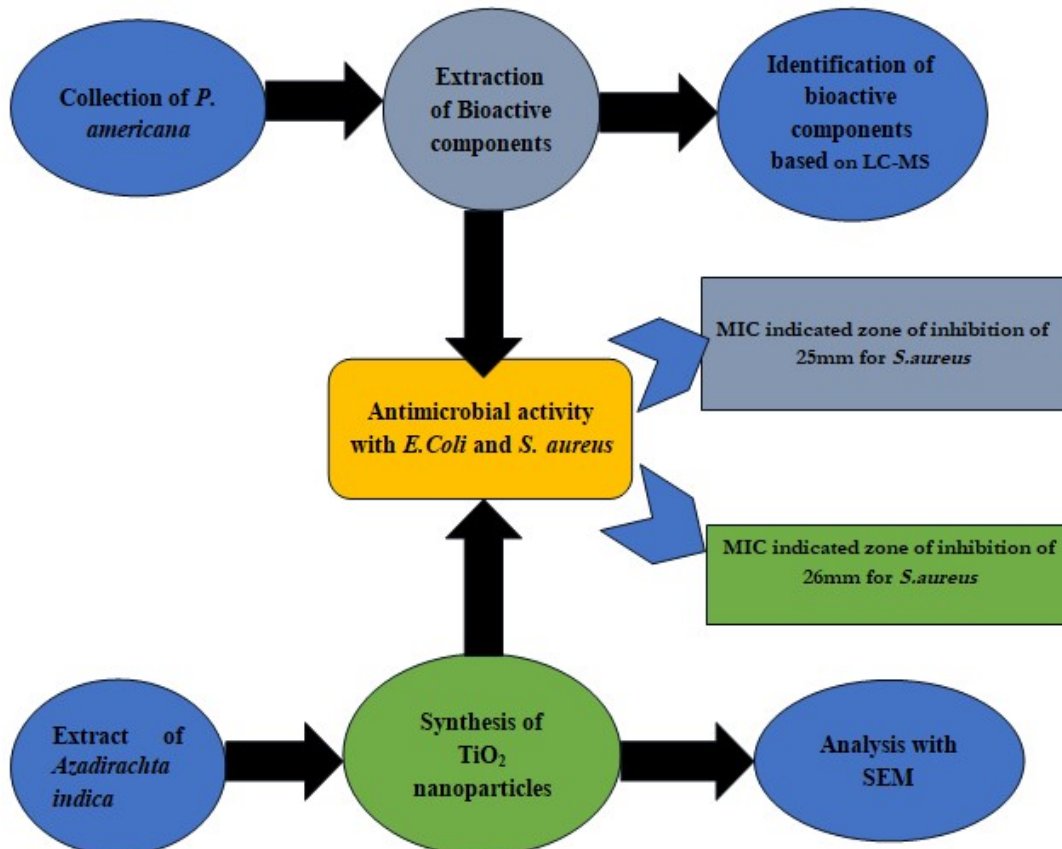 Collection of P.
americana
Extraction
of Bioactive
components
Identification of
bioactive
components
based on LC-MS
MIC indicated zone of inhibition of
25mm for S.aureus
Antimicrobial activity
with E.Coli and S. aureus
MIC indicated zone of inhibition of
26mm for S.aureus
Extract of
Azadirachta
indica
Synthesis of
TiO₂
nanoparticles
Analysis with
SEM